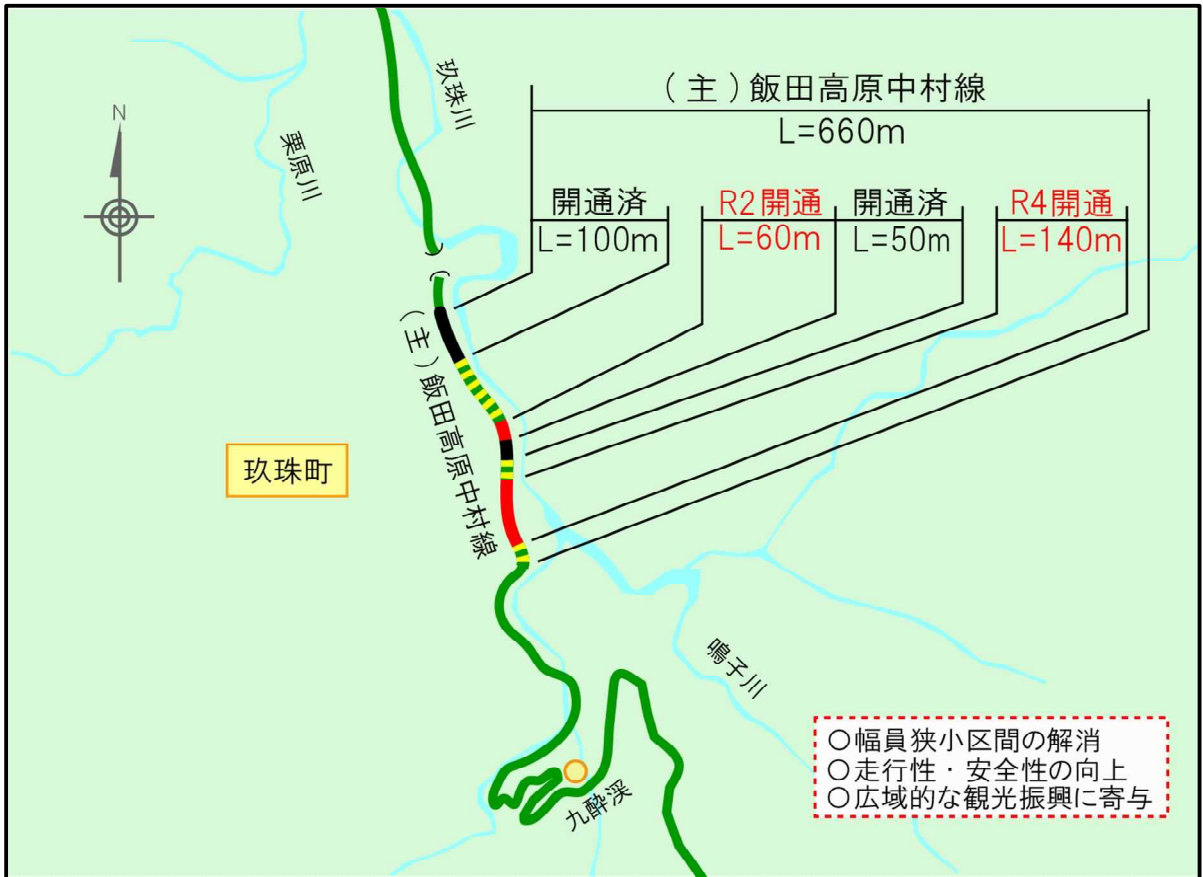 N
栗原川
玖珠川
(主)飯田高原中村線
L=660m
開通済
L=100m
R2開通
L=60m
開通済
L=50m
R4開通
L=140m
(主)飯田高原中村線
玖珠町
鳴子川
九酔渓
○幅員狭小区間の解消
○走行性・安全性の向上
○広域的な観光振興に寄与